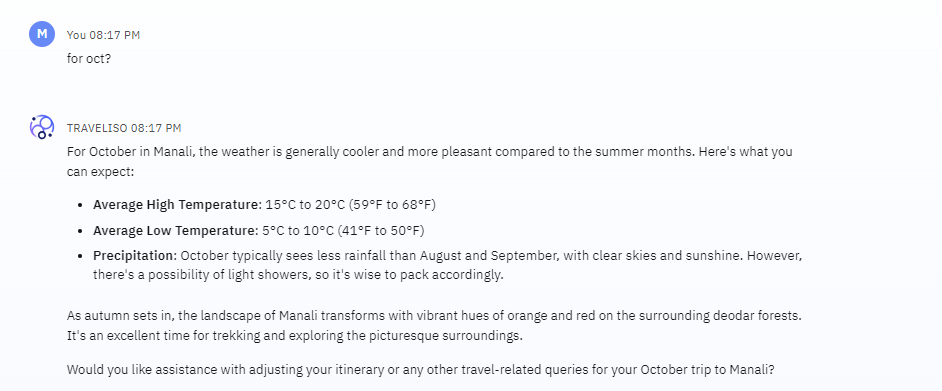 M
You 08:17 PM
for oct?
TRAVELISO 08:17 PM
For October in Manali, the weather is generally cooler and more pleasant compared to the summer months. Here's what you
can expect:
• Average High Temperature: 15°C to 20°C (59°F to 68°F)
• Average Low Temperature: 5°C to 10°C (41°F to 50°F)
• Precipitation: October typically sees less rainfall than August and September, with clear skies and sunshine. However,
there's a possibility of light showers, so it's wise to pack accordingly.
As autumn sets in, the landscape of Manali transforms with vibrant hues of orange and red on the surrounding deodar forests.
It's an excellent time for trekking and exploring the picturesque surroundings.
Would you like assistance with adjusting your itinerary or any other travel-related queries for your October trip to Manali?